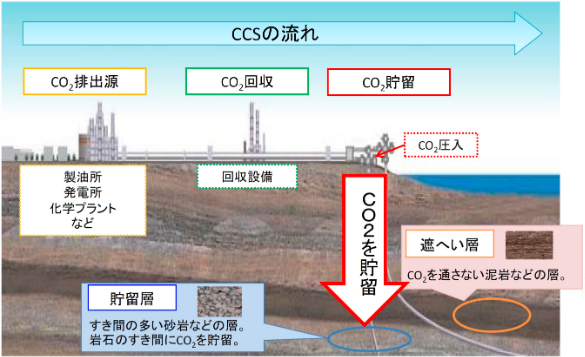 CCSの流れ
CO₂排出源
CO₂回収
CO₂貯留
CO₂圧入
製油所
発電所
化学プラント
など
回収設備
CO2を貯留
遮へい層
CO₂を通さない泥岩などの層。
貯留層
すき間の多い砂岩などの層。
岩石のすき間にCO₂を貯留。